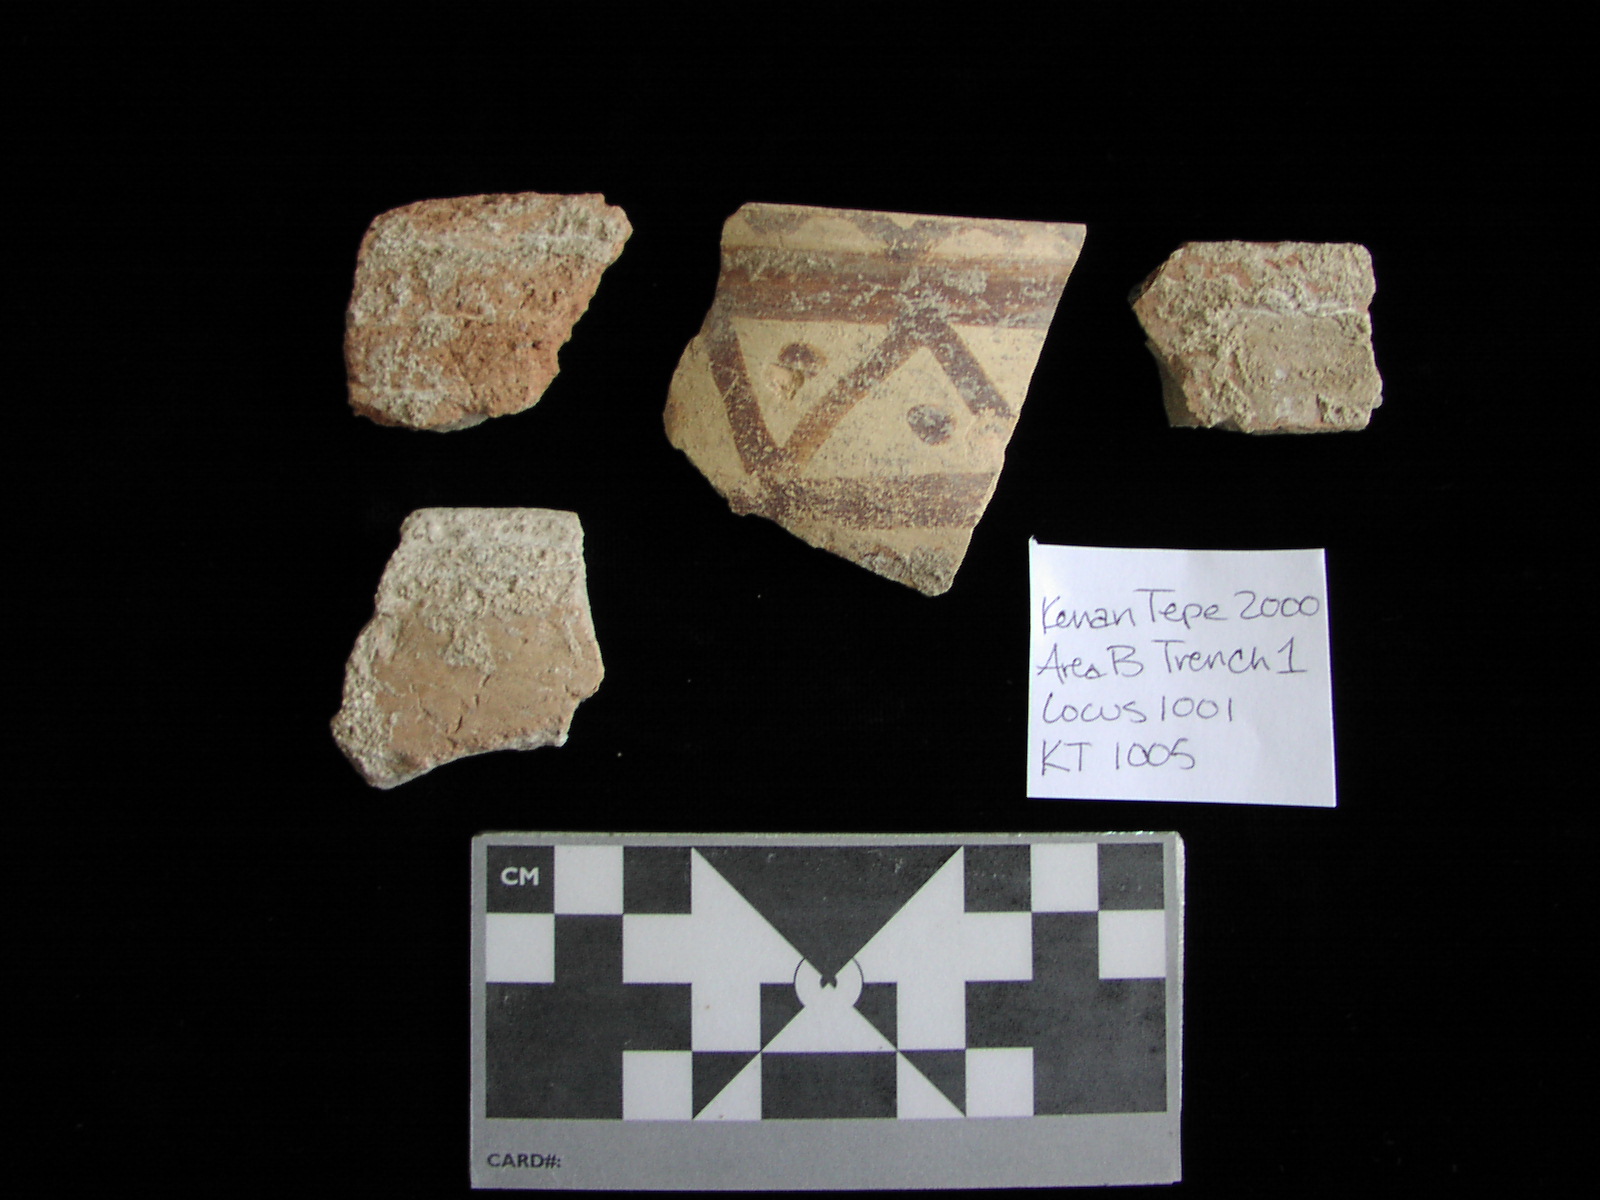 Kenan Tepe 2000
Area B Trench 1
Locus 1001
KT 1005
CM
CARD#: